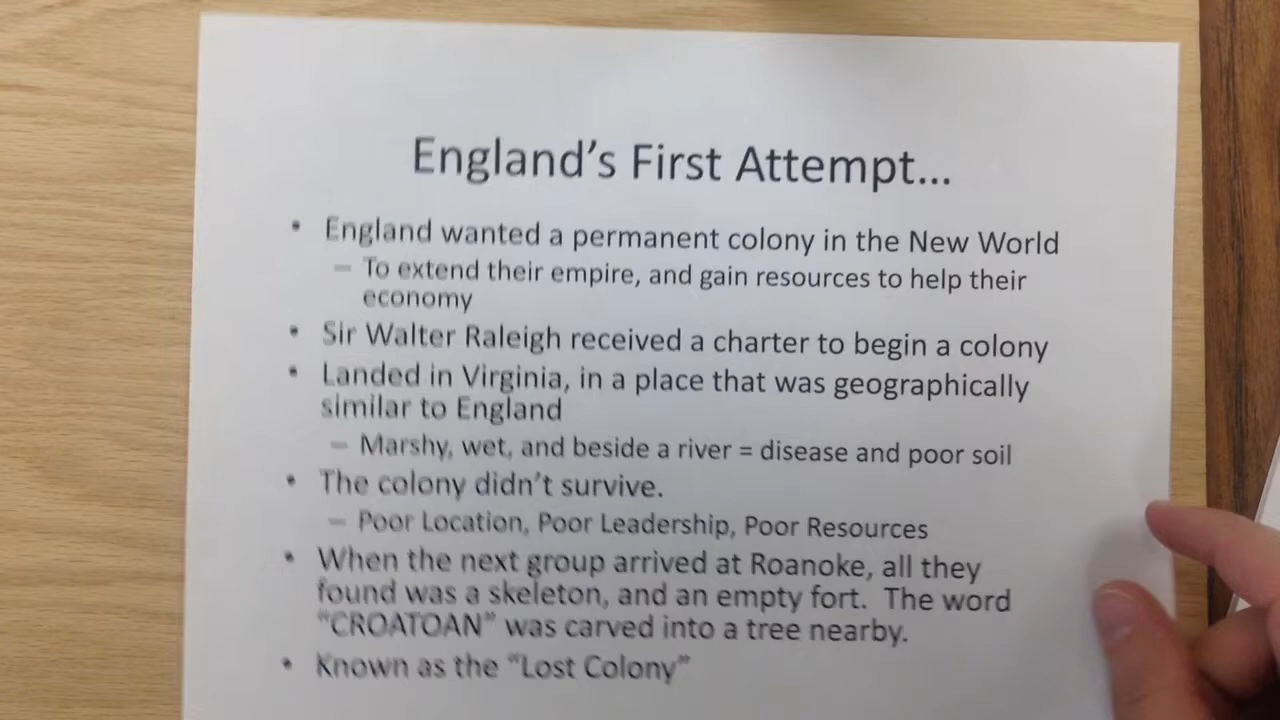 England’s First Attempt...
• England wanted a permanent colony in the New World
– To extend their empire, and gain resources to help their
economy
• Sir Walter Raleigh received a charter to begin a colony
• Landed in Virginia, in a place that was geographically
similar to England
– Marshy, wet, and beside a river = disease and poor soil
• The colony didn’t survive.
– Poor Location, Poor Leadership, Poor Resources
• When the next group arrived at Roanoke, all they
found was a skeleton, and an empty fort. The word
“CROATOAN” was carved into a tree nearby.
• Known as the “Lost Colony”